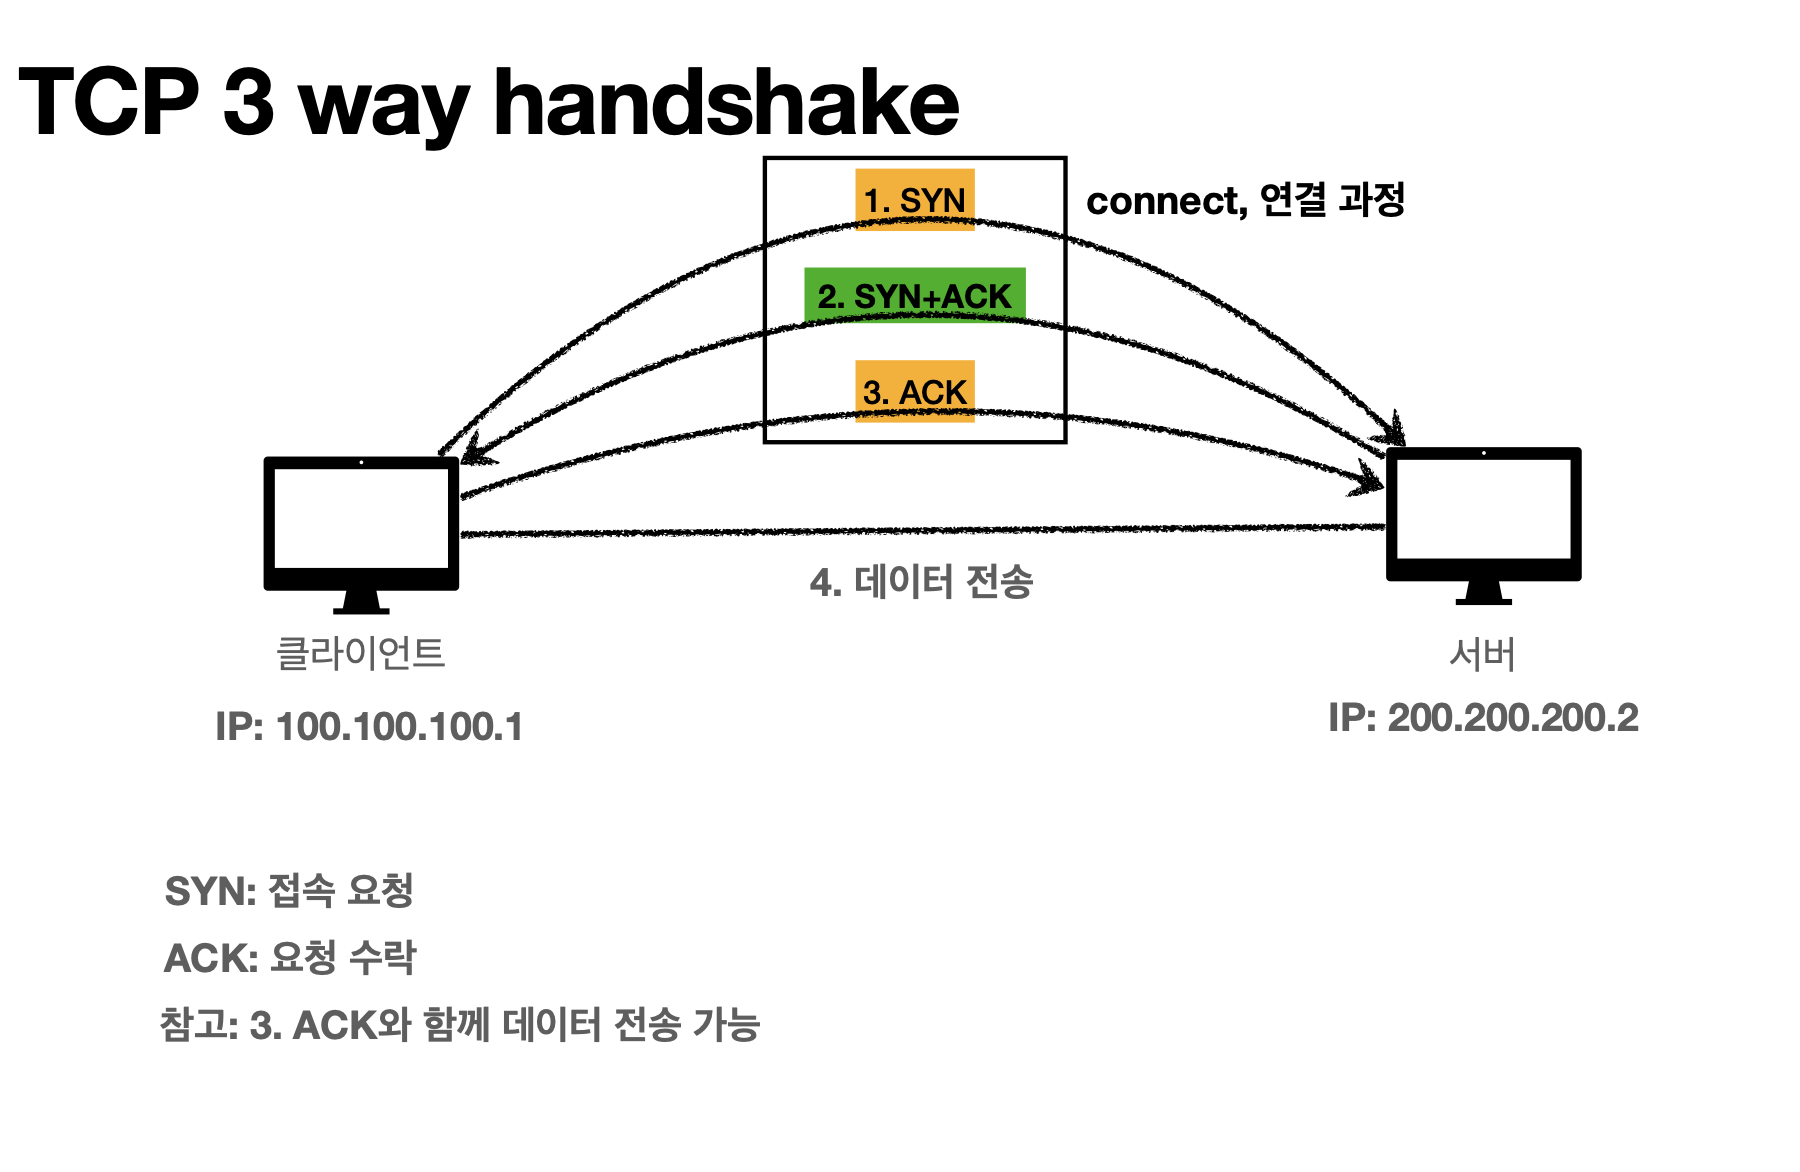 TCP 3 way handshake
1. SYN
connect, 연결 과정
2. SYN+ACK
3. ACK
4. 데이터 전송
클라이언트
서버
IP: 100.100.100.1
IP: 200.200.200.2
SYN: 접속 요청
ACK: 요청 수락
참고: 3. ACK와 함께 데이터 전송 가능